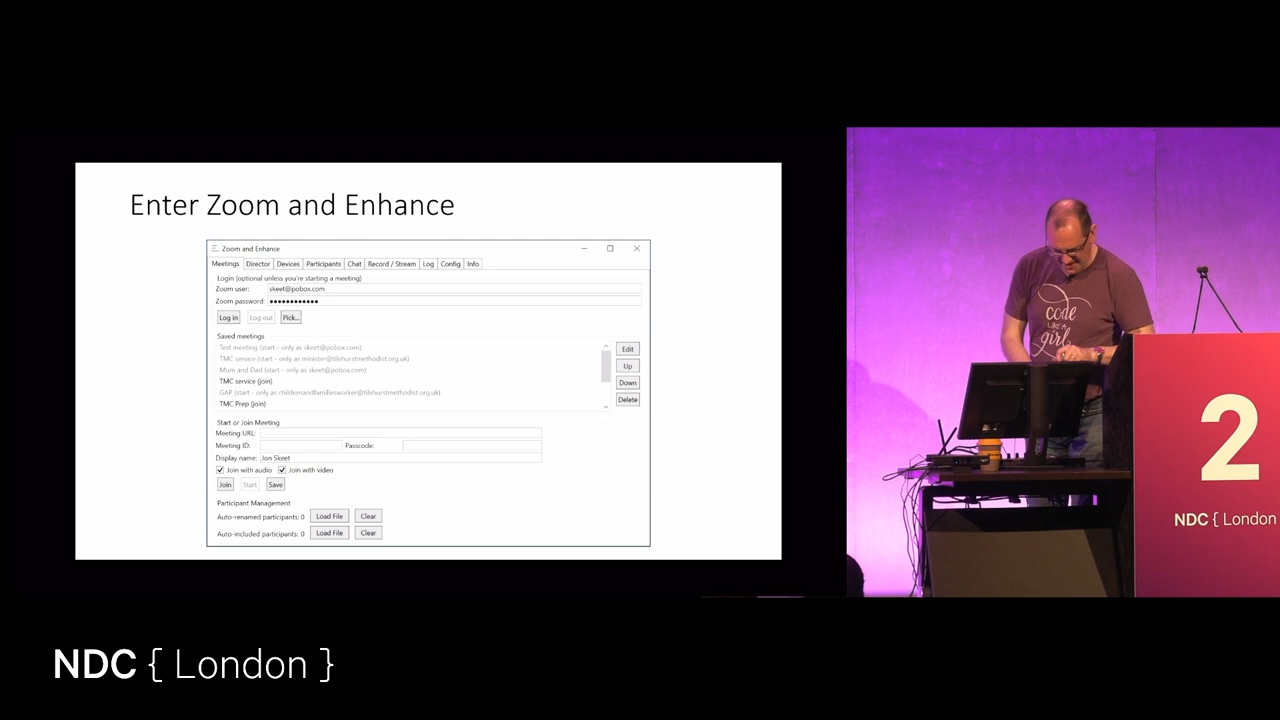 Enter Zoom and Enhance
Zoom and Enhance
Meetings Director Devices Participants Chat Record / Stream Log Config Info
Login (optional unless you're starting a meeting)
Zoom user: skeet@pobox.com
Zoom password: ●●●●●●●●●●●●
Log in Log out Pick...
Saved meetings
Test meeting (start - only as skeet@pobox.com)
TMC service (start - only as minister@tilehurstmethodist.org.uk)
Mum and Dad (start - only as skeet@pobox.com)
TMC service (join)
GAP (start - only as childrenandfamiliesworker@tilehurstmethodist.org.uk)
TMC Prep (join)
Edit
Up
Down
Delete
Start or Join Meeting
Meeting URL:
Meeting ID: Passcode:
Display name: Jon Skeet
Join with audio Join with video
Join Start Save
Participant Management
Auto-renamed participants: 0 Load File Clear
Auto-included participants: 0 Load File Clear
code
LIKE A
girl
2
NDC { London
NDC { London }